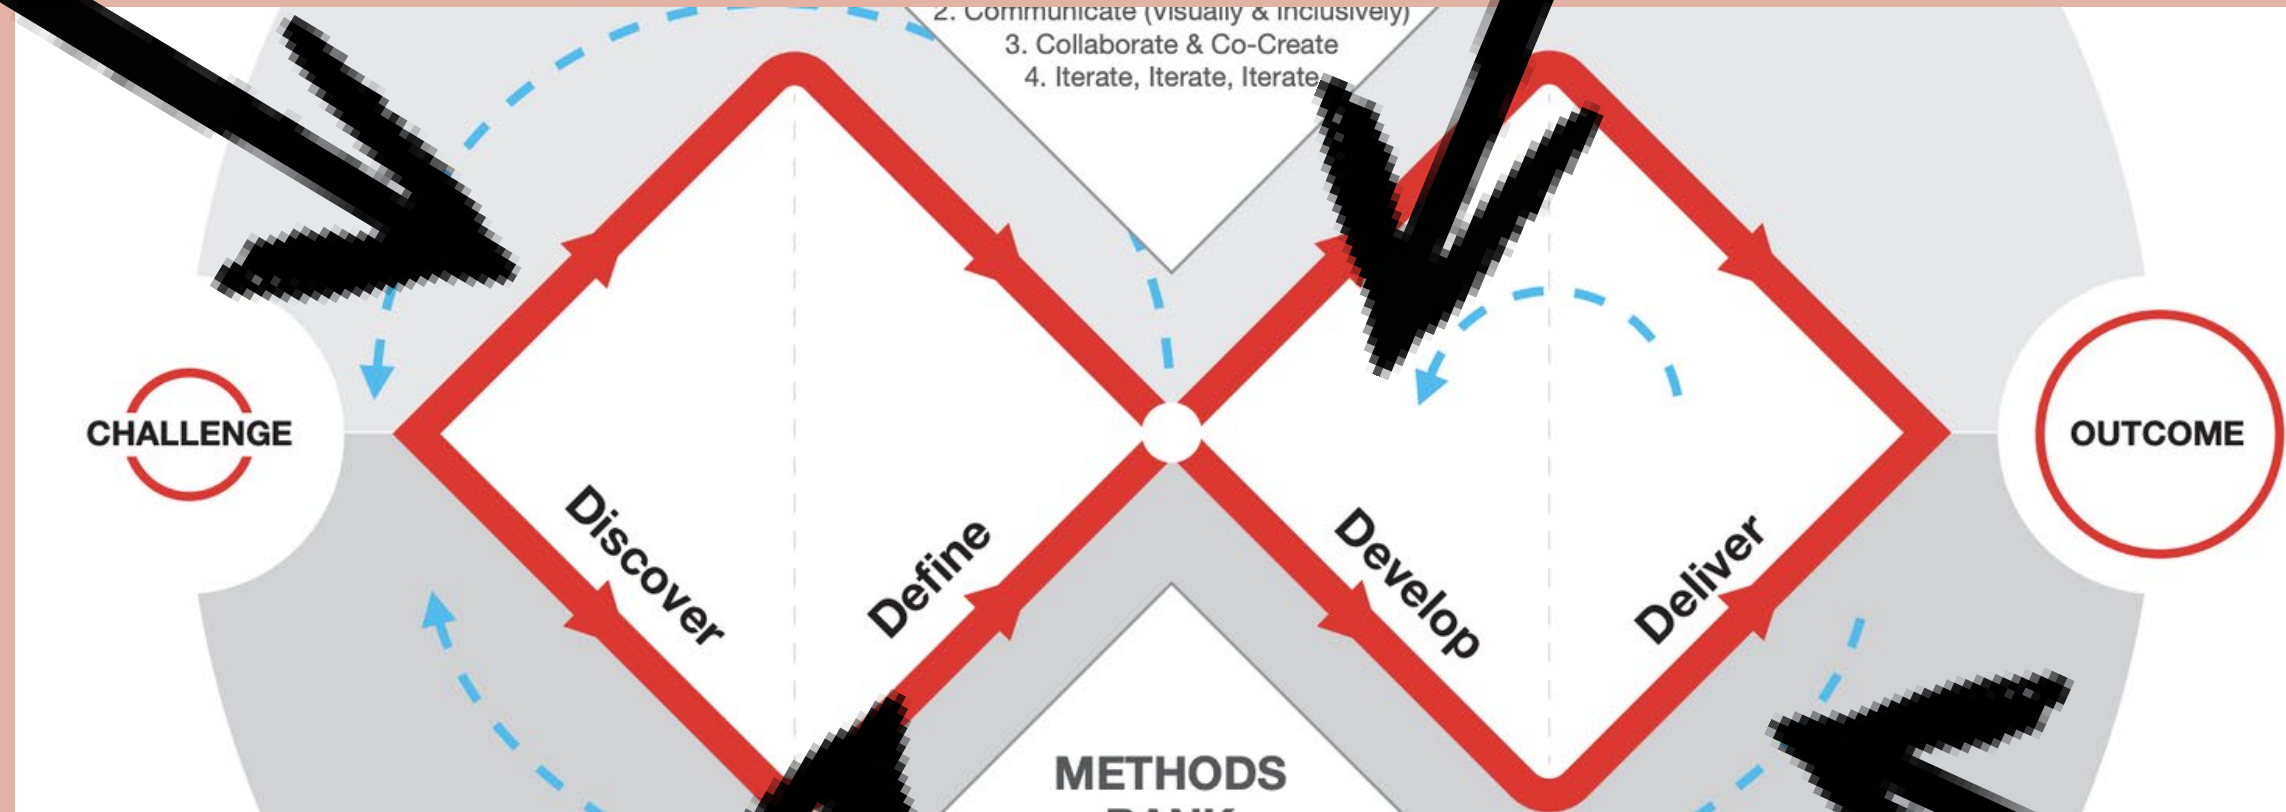 2. Communicate (Visually & Inclusively)
3. Collaborate & Co-Create
4. Iterate, Iterate, Iterate
CHALLENGE
OUTCOME
Discover
Define
Develop
Deliver
METHODS
BANK